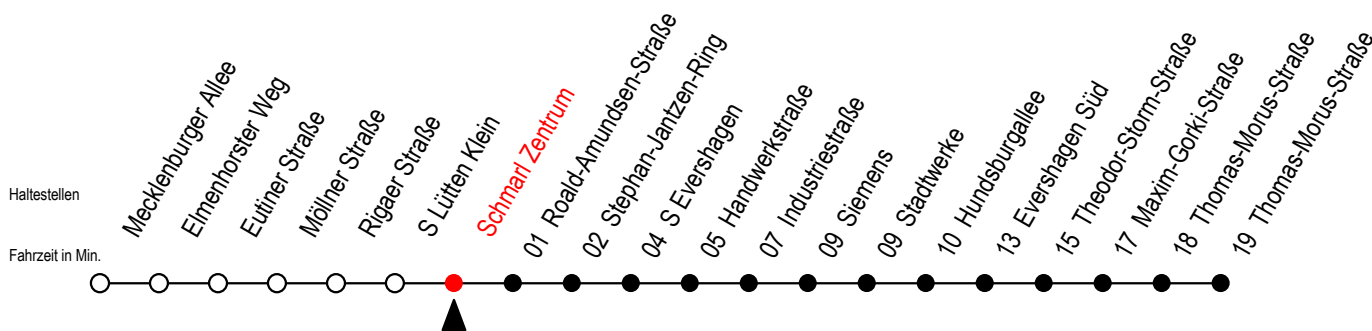 Haltestellen
Fahrzeit in Min.
Mecklenburger Allee
Elmenhorster Weg
Eutiner Straße
Möllner Straße
Rigaer Straße
S Lütten Klein
Schmarl Zentrum
01 Roald-Amundsen-Straße
02 Stephan-Jantzen-Ring
04 S Evershagen
05 Handwerkstraße
07 Industriestraße
09 Siemens
09 Stadtwerke
10 Hundsburgallee
13 Evershagen Süd
15 Theodor-Storm-Straße
17 Maxim-Gorki-Straße
18 Thomas-Morus-Straße
19 Thomas-Morus-Straße